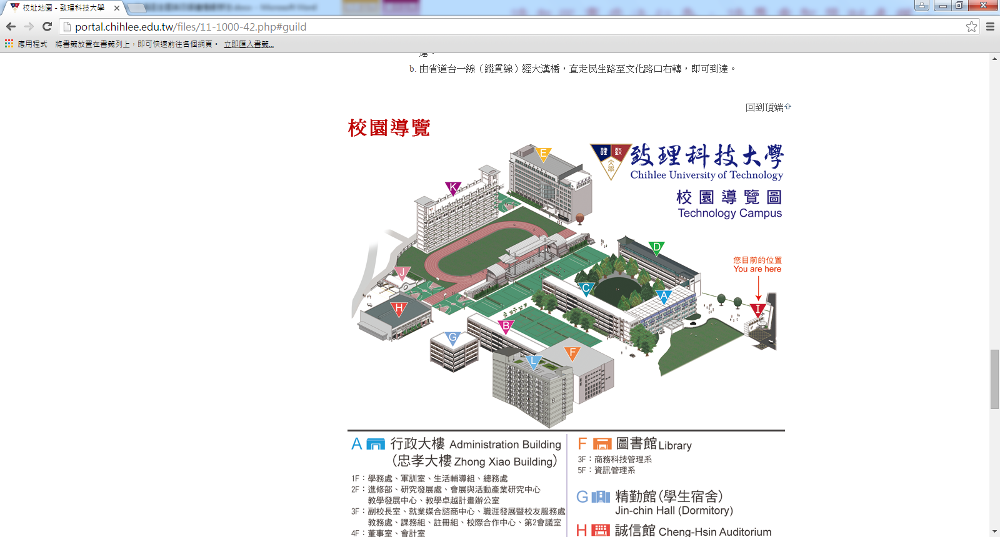 校址地圖 - 致理科技大學
portal.chihlee.edu.tw/files/11-1000-42.php#guild
應用程式 將書籤放置在書籤列上，即可快速前往各個網頁。 立即匯入書籤...
b. 由省道台一線（縱貫線）經大漢橋，直走民生路至文化路口右轉，即可到達。
回到頂端
校園導覽
理 致 大學
致理科技大學
Chihlee University of Technology
校園導覽圖
Technology Campus
E
K
D
您目前的位置
You are here
J
C
A
H
I
B
G
F
L
A 行政大樓 Administration Building
（忠孝大樓 Zhong Xiao Building）
1F：學務處、軍訓室、生活輔導組、總務處
2F：進修部、研究發展處、會展與活動產業研究中心
教學發展中心、教學卓越計畫辦公室
3F：副校長室、就業媒合諮商中心、職涯發展暨校友服務處
教務處、課務組、註冊組、校際合作中心、第2會議室
4F：董事室、會計室
F 圖書館 Library
3F：商務科技管理系
5F：資訊管理系
G 精勤館（學生宿舍）
Jin-chin Hall (Dormitory)
H 誠信館 Cheng-Hsin Auditorium